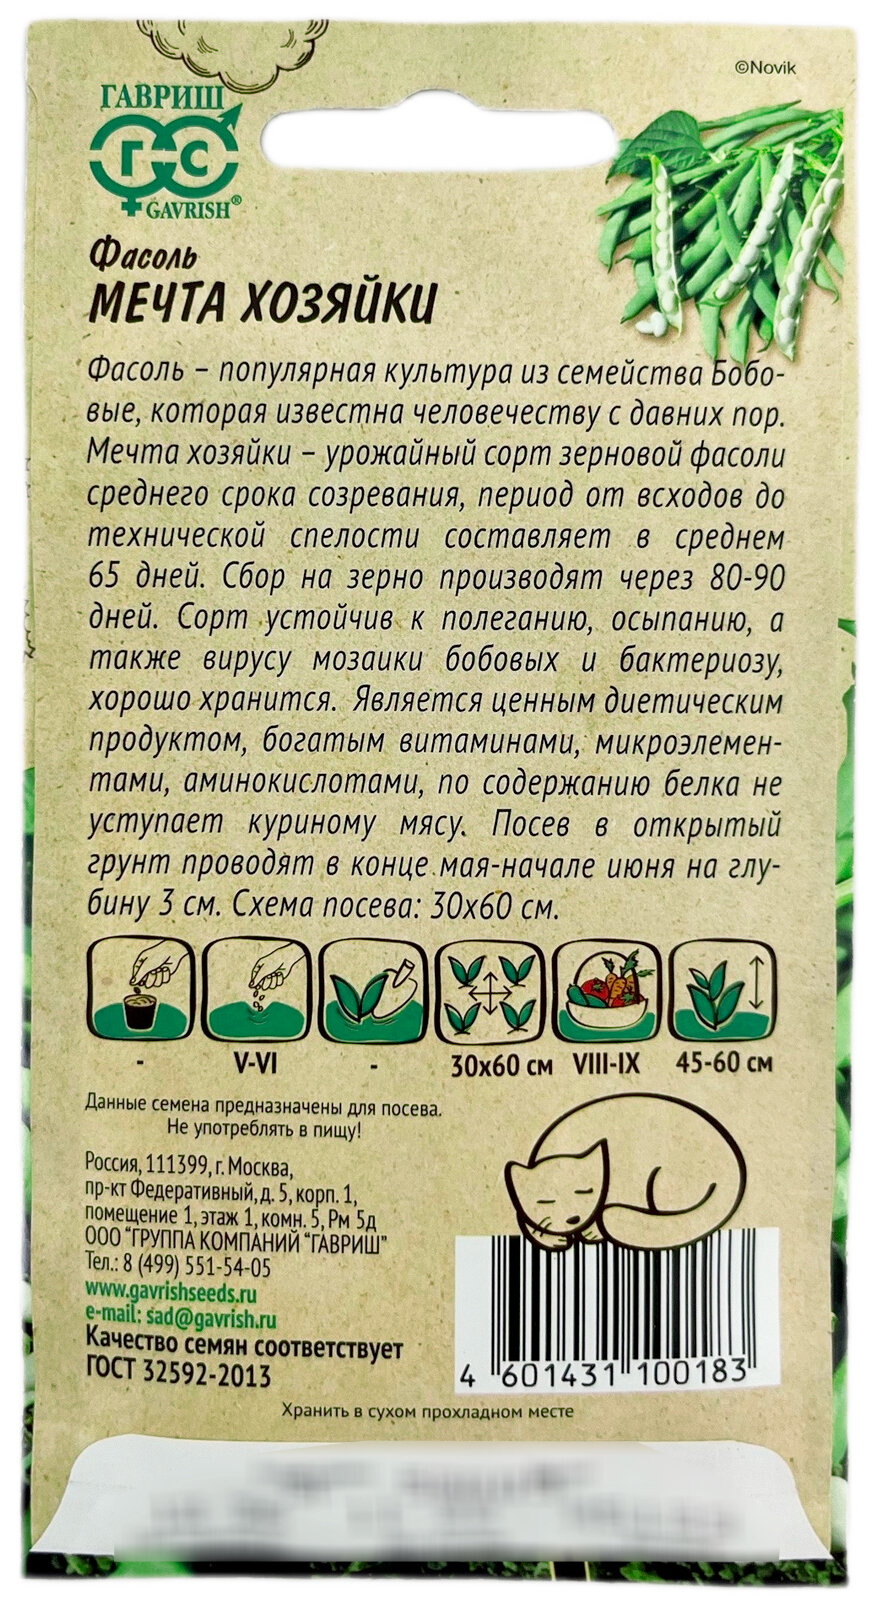 ©Novik
ГАВРИШ
ГС
GAVRISH®
Фасоль
МЕЧТА ХОЗЯЙКИ
Фасоль – популярная культура из семейства Бобо-
вые, которая известна человечеству с давних пор.
Мечта хозяйки – урожайный сорт зерновой фасоли
среднего срока созревания, период от всходов до
технической спелости составляет в среднем
65 дней. Сбор на зерно производят через 80-90
дней. Сорт устойчив к полеганию, осыпанию, а
также вирусу мозаики бобовых и бактериозу,
хорошо хранится. Является ценным диетическим
продуктом, богатым витаминами, микроэлемен-
тами, аминокислотами, по содержанию белка не
уступает куриному мясу. Посев в открытый
грунт проводят в конце мая-начале июня на глу-
бину 3 см. Схема посева: 30х60 см.
- V-VI - 30х60 см VIII-IX 45-60 см
Данные семена предназначены для посева.
Не употреблять в пищу!
Россия, 111399, г. Москва,
пр-кт Федеративный, д. 5, корп. 1,
помещение 1, этаж 1, комн. 5, Рм 5д
ООО "ГРУППА КОМПАНИЙ "ГАВРИШ"
Тел.: 8 (499) 551-54-05
www.gavrishseeds.ru
e-mail: sad@gavrish.ru
Качество семян соответствует
ГОСТ 32592-2013
4 601431 100183
Хранить в сухом прохладном месте